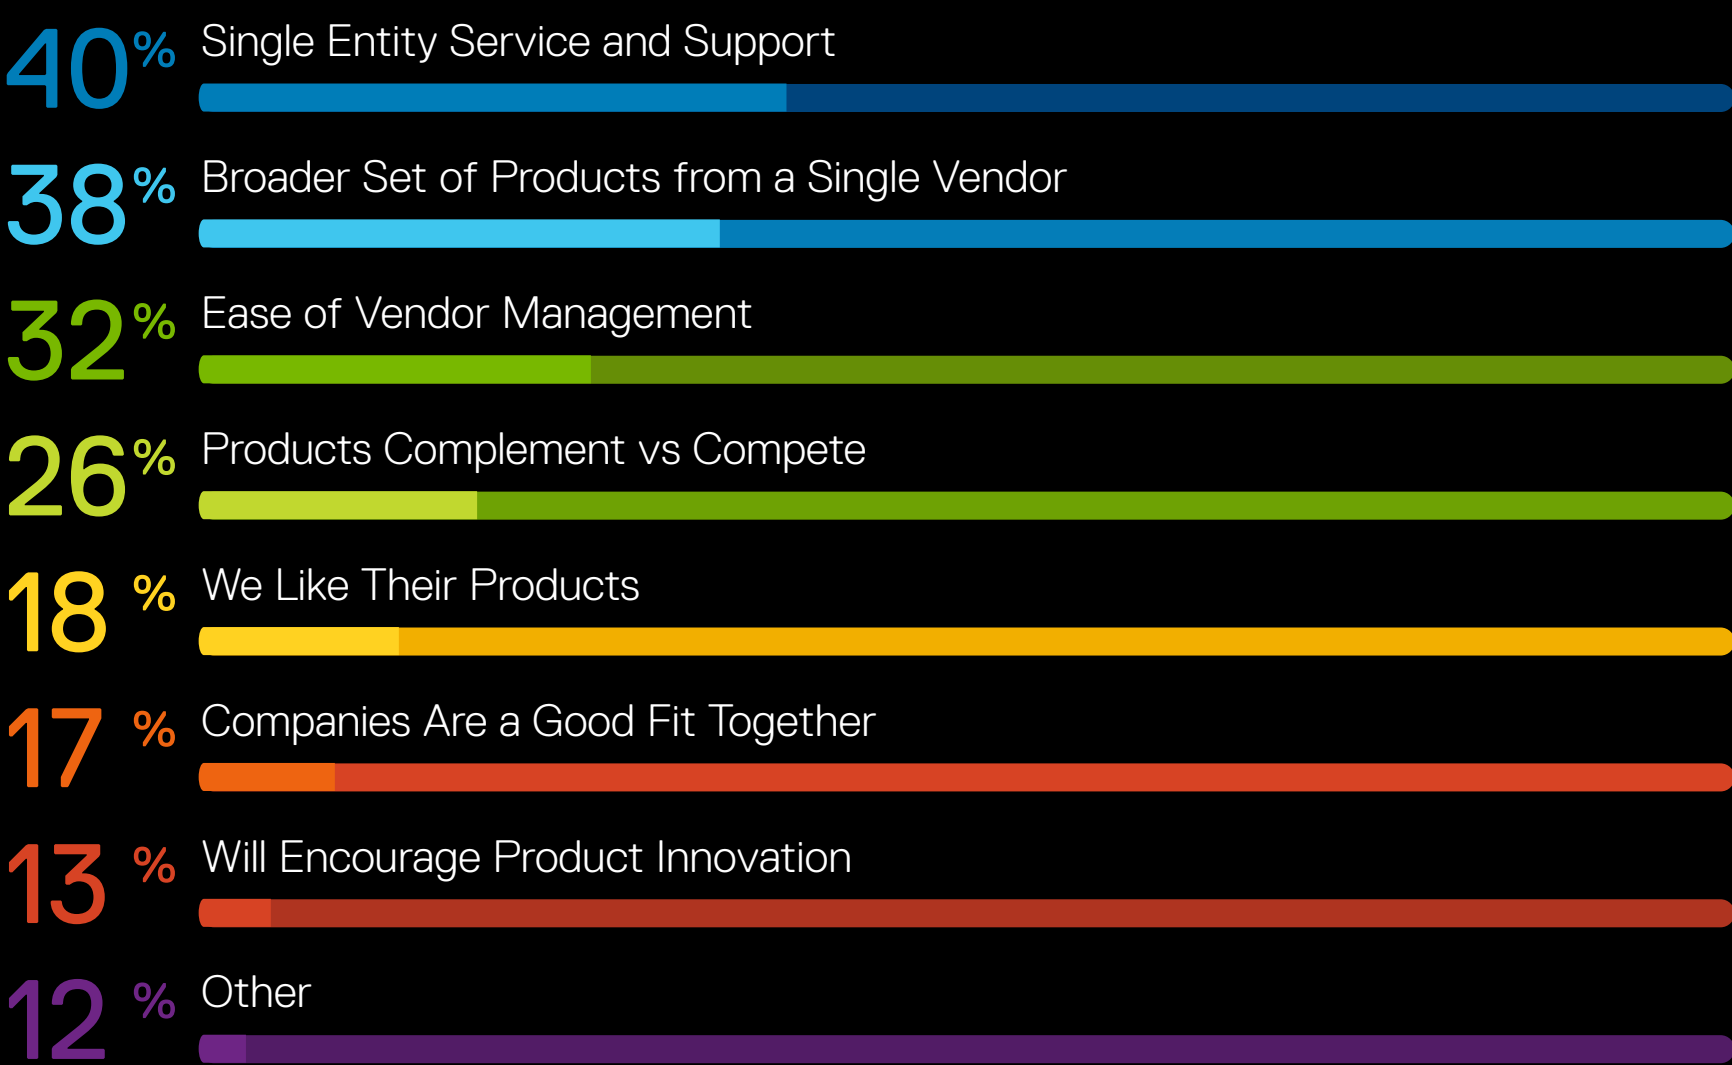 40% Single Entity Service and Support
38% Broader Set of Products from a Single Vendor
32% Ease of Vendor Management
26% Products Complement vs Compete
18 % We Like Their Products
17 % Companies Are a Good Fit Together
13 % Will Encourage Product Innovation
12 % Other